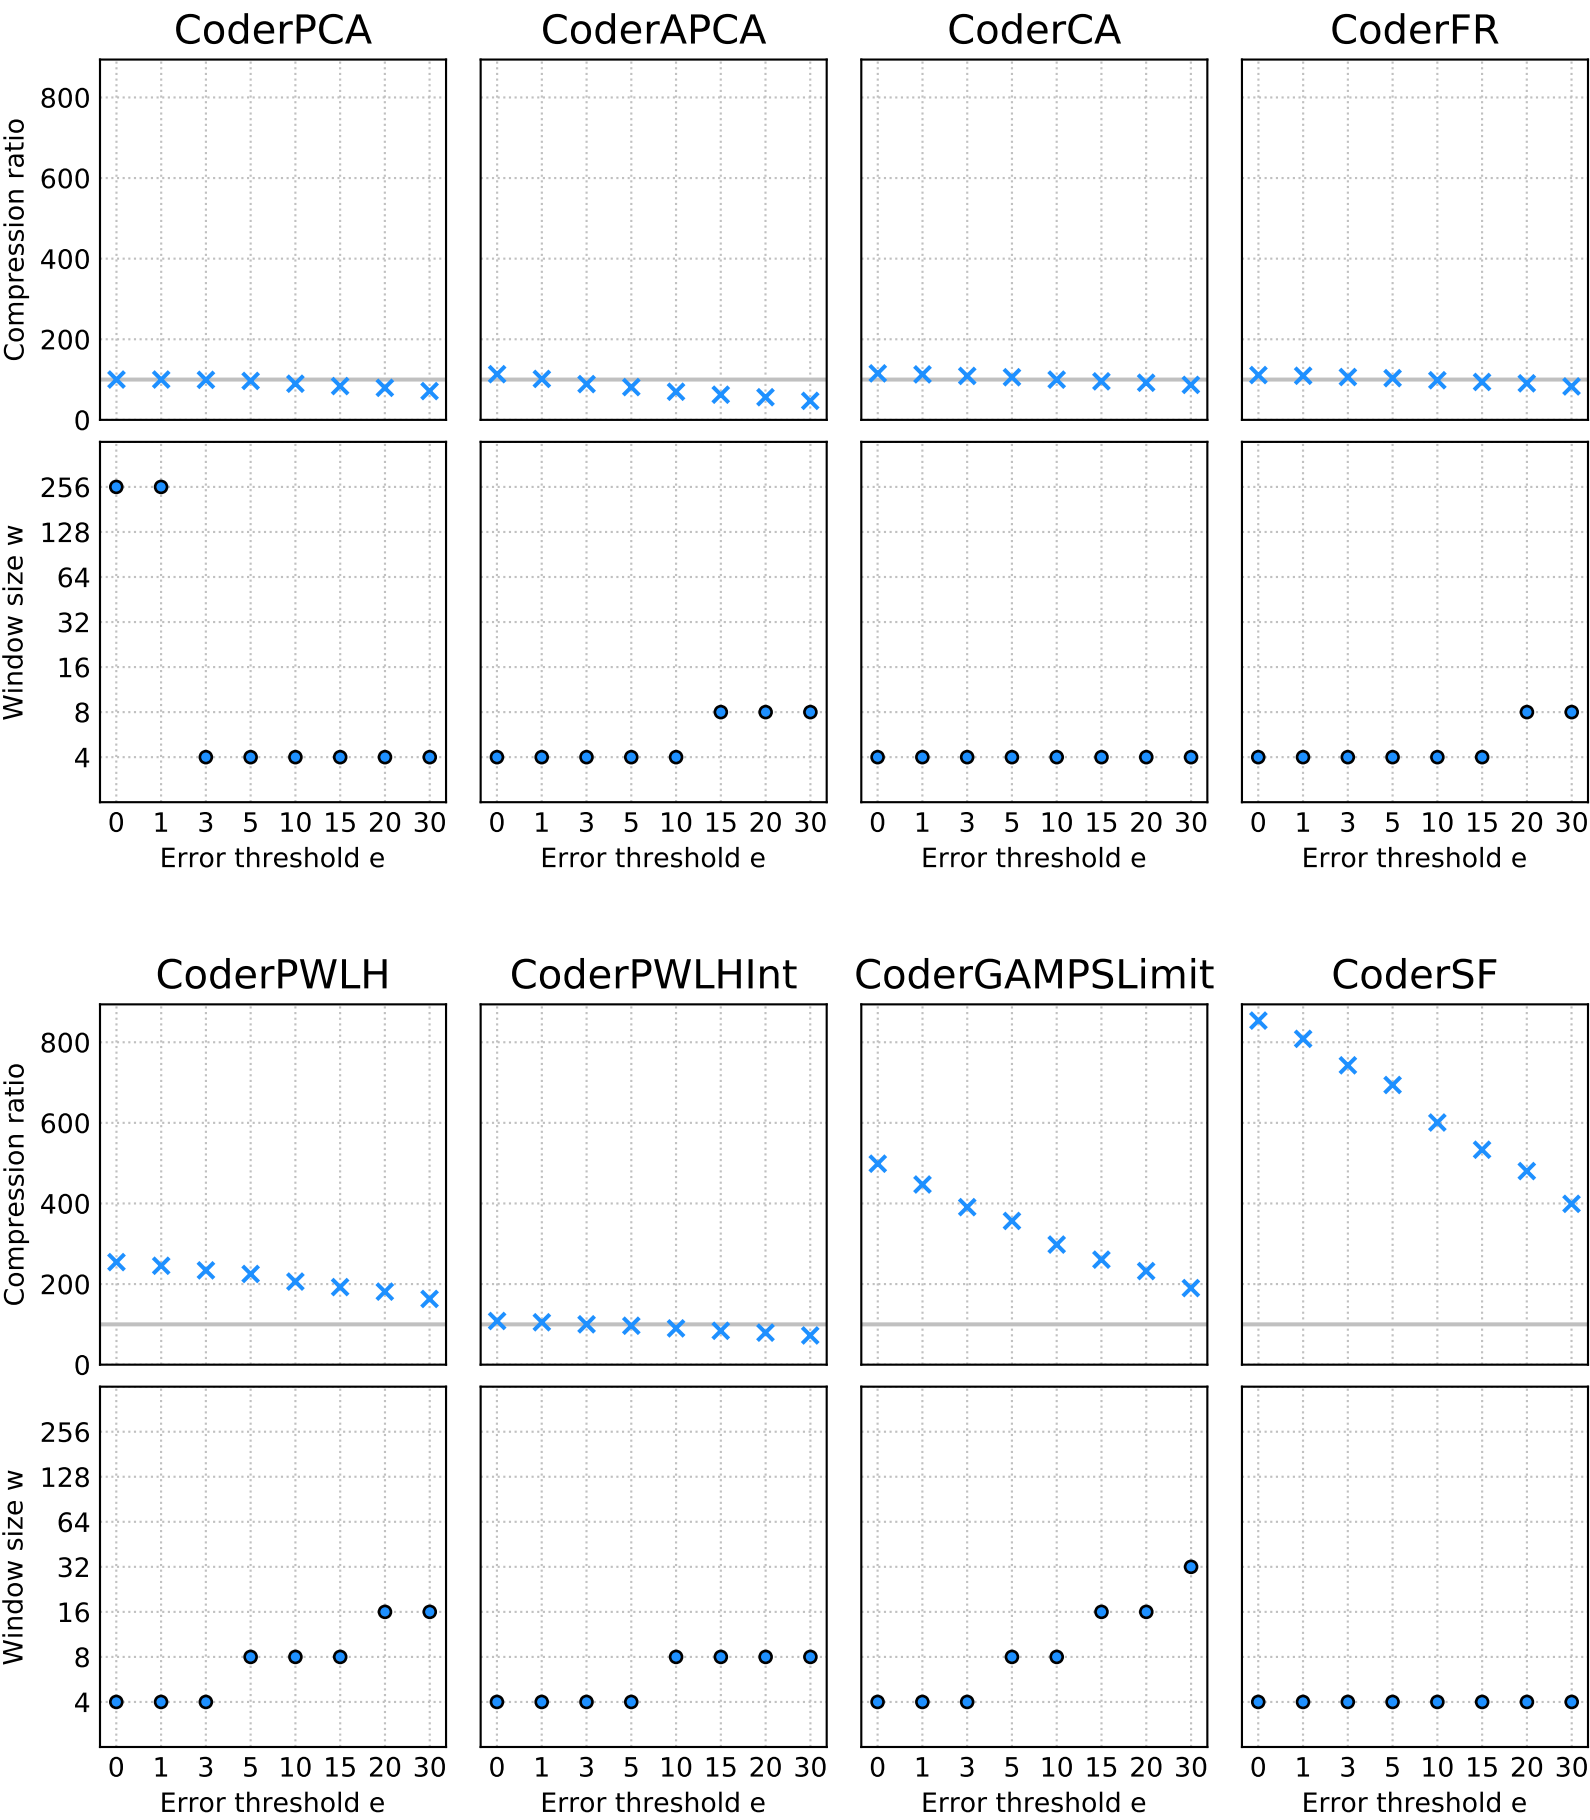 CoderPCA CoderAPCA CoderCA CoderFR
Compression ratio
800
600
400
200
0
Window size w
256
128
64
32
16
8
4
0 1 3 5 10 15 20 30 0 1 3 5 10 15 20 30 0 1 3 5 10 15 20 30 0 1 3 5 10 15 20 30
Error threshold e Error threshold e Error threshold e Error threshold e
CoderPWLH CoderPWLHInt CoderGAMPSLimit CoderSF
Compression ratio
800
600
400
200
0
Window size w
256
128
64
32
16
8
4
0 1 3 5 10 15 20 30 0 1 3 5 10 15 20 30 0 1 3 5 10 15 20 30 0 1 3 5 10 15 20 30
Error threshold e Error threshold e Error threshold e Error threshold e